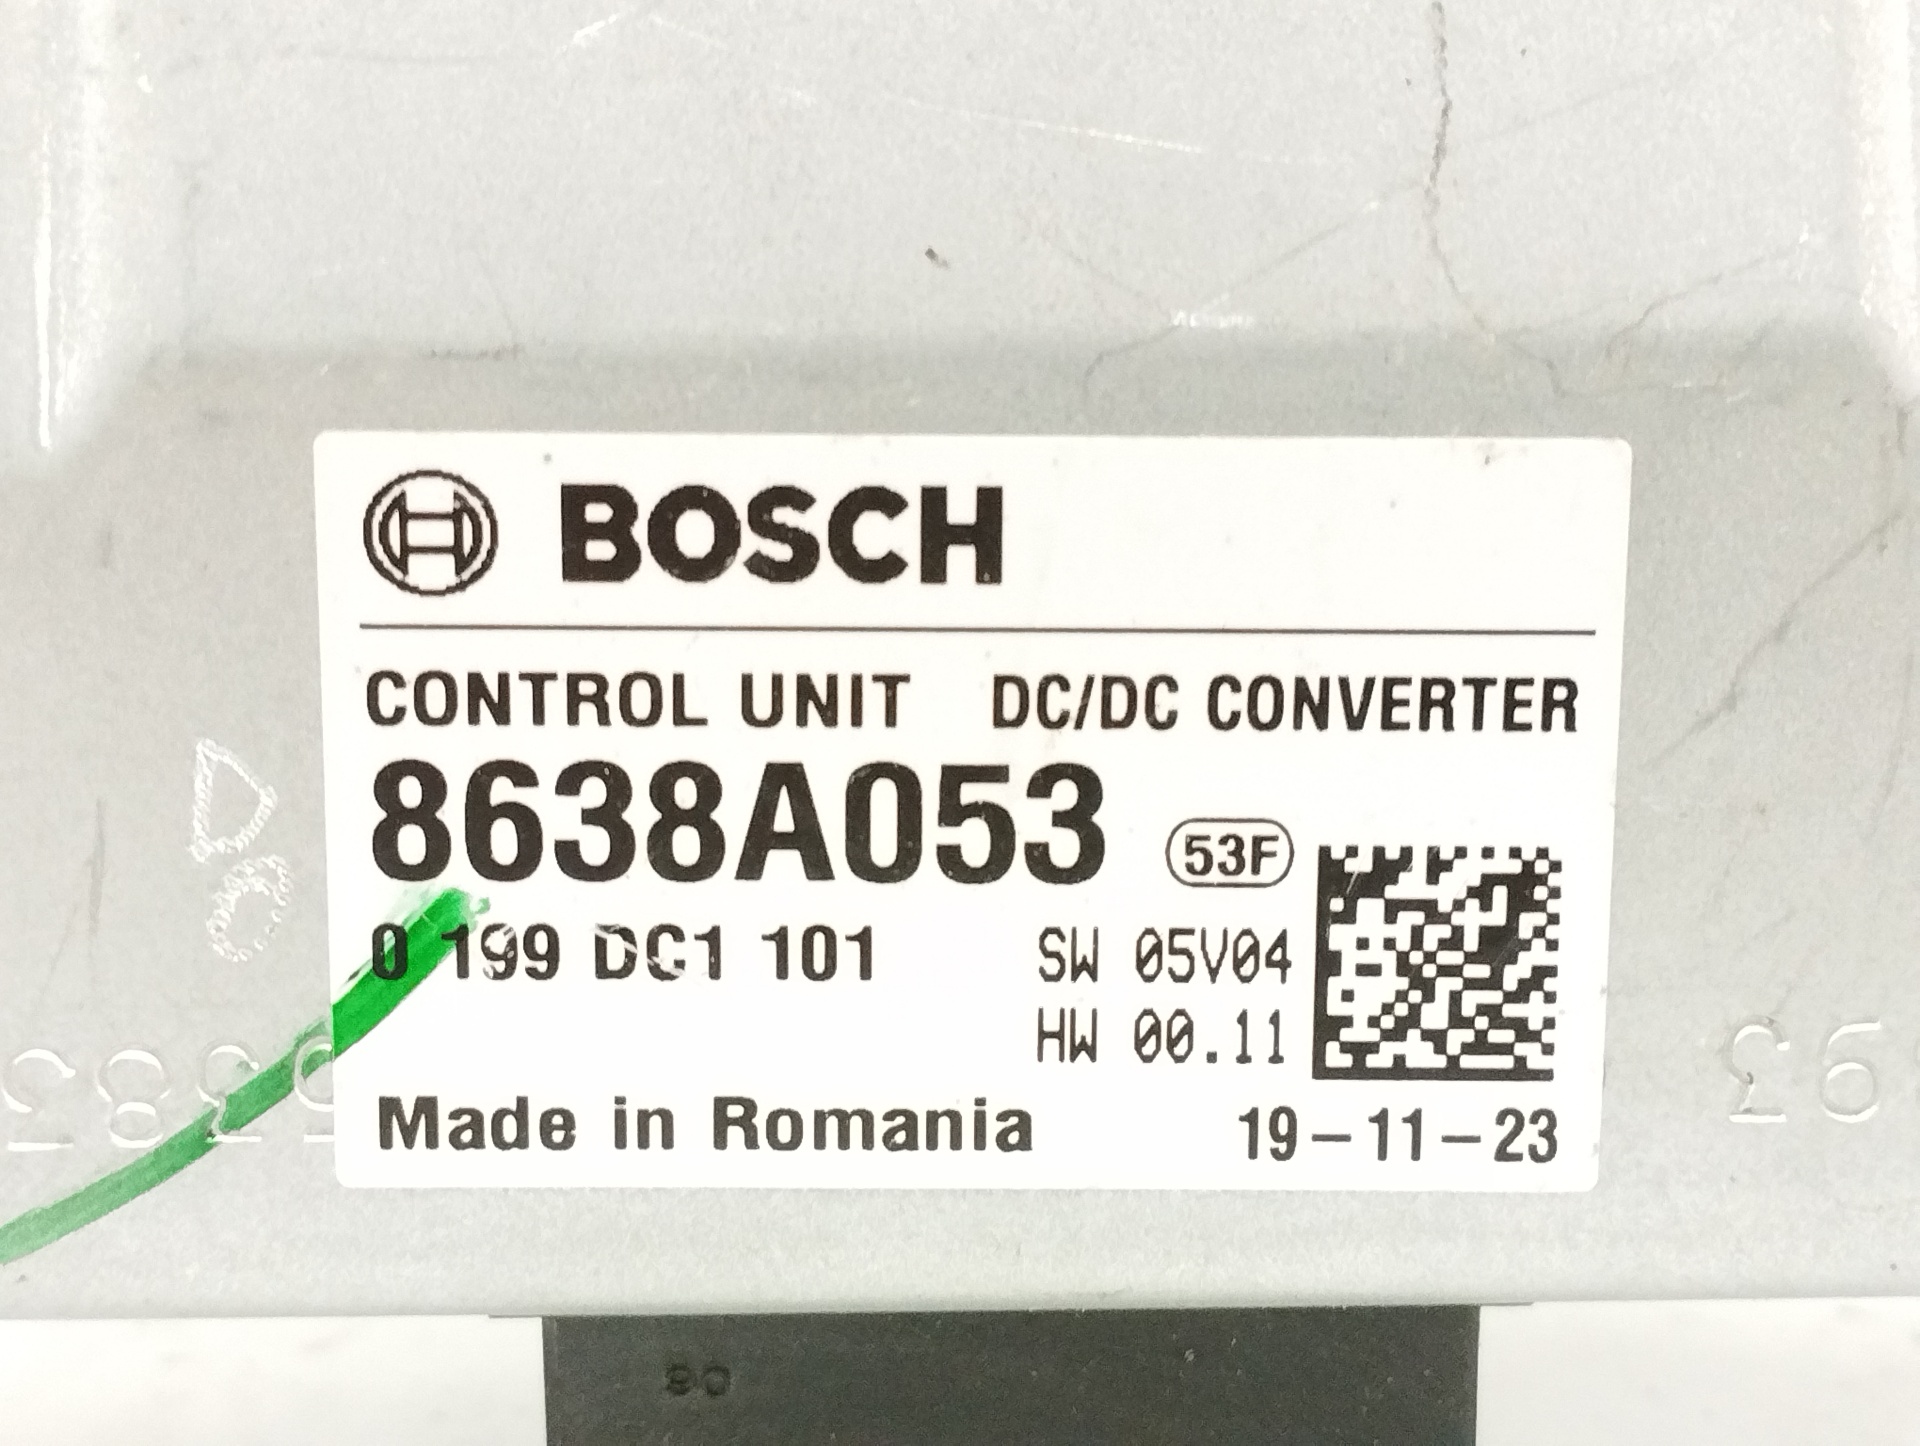 BOSCH
CONTROL UNIT DC/DC CONVERTER
8638A053 53F
0 199 DC1 101 SW 05V04
HW 00.11
Made in Romania 19-11-23